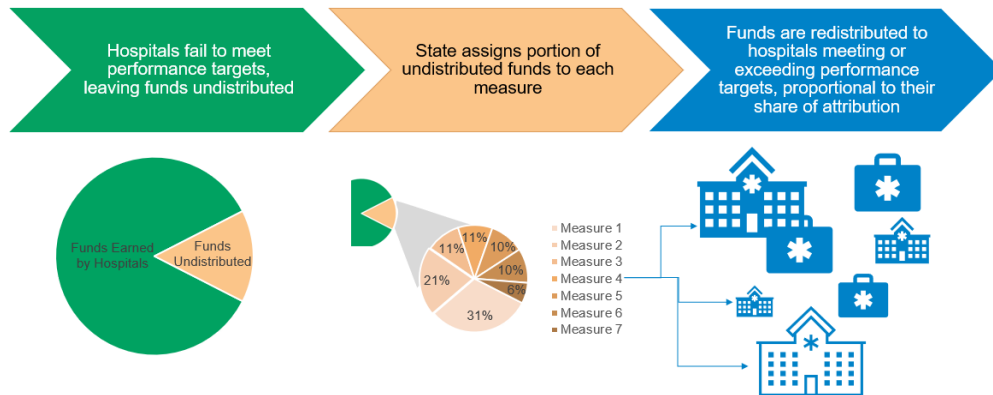 Hospitals fail to meet
performance targets,
leaving funds undistributed
State assigns portion of
undistributed funds to each
measure
Funds are redistributed to
hospitals meeting or
exceeding performance
targets, proportional to their
share of attribution
Funds Earned
by Hospitals
Funds
Undistributed
11%
11%
10%
10%
6%
21%
31%
Measure 1
Measure 2
Measure 3
Measure 4
Measure 5
Measure 6
Measure 7